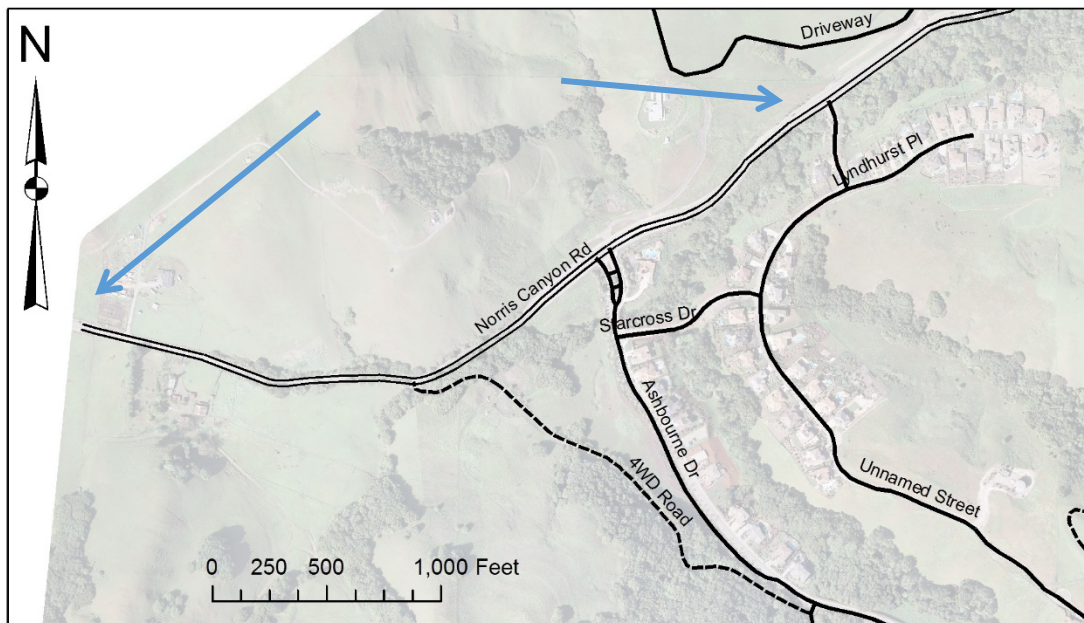 N
Driveway
Lyndhurst Pl
Norris Canyon Rd
Starcross Dr
Ashbourne Dr
4WD Road
Unnamed Street
0 250 500 1,000 Feet